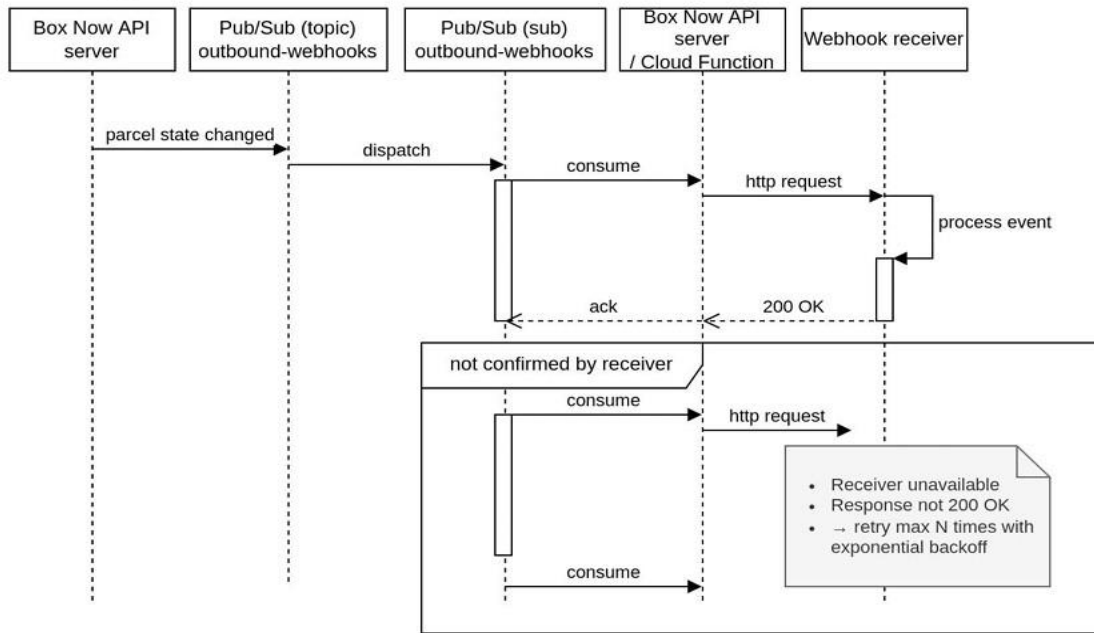 Box Now API
server
Pub/Sub (topic)
outbound-webhooks
Pub/Sub (sub)
outbound-webhooks
Box Now API
server
/ Cloud Function
Webhook receiver
parcel state changed
dispatch
consume
http request
process event
ack
200 OK
not confirmed by receiver
consume
http request
• Receiver unavailable
• Response not 200 OK
• → retry max N times with
exponential backoff
consume